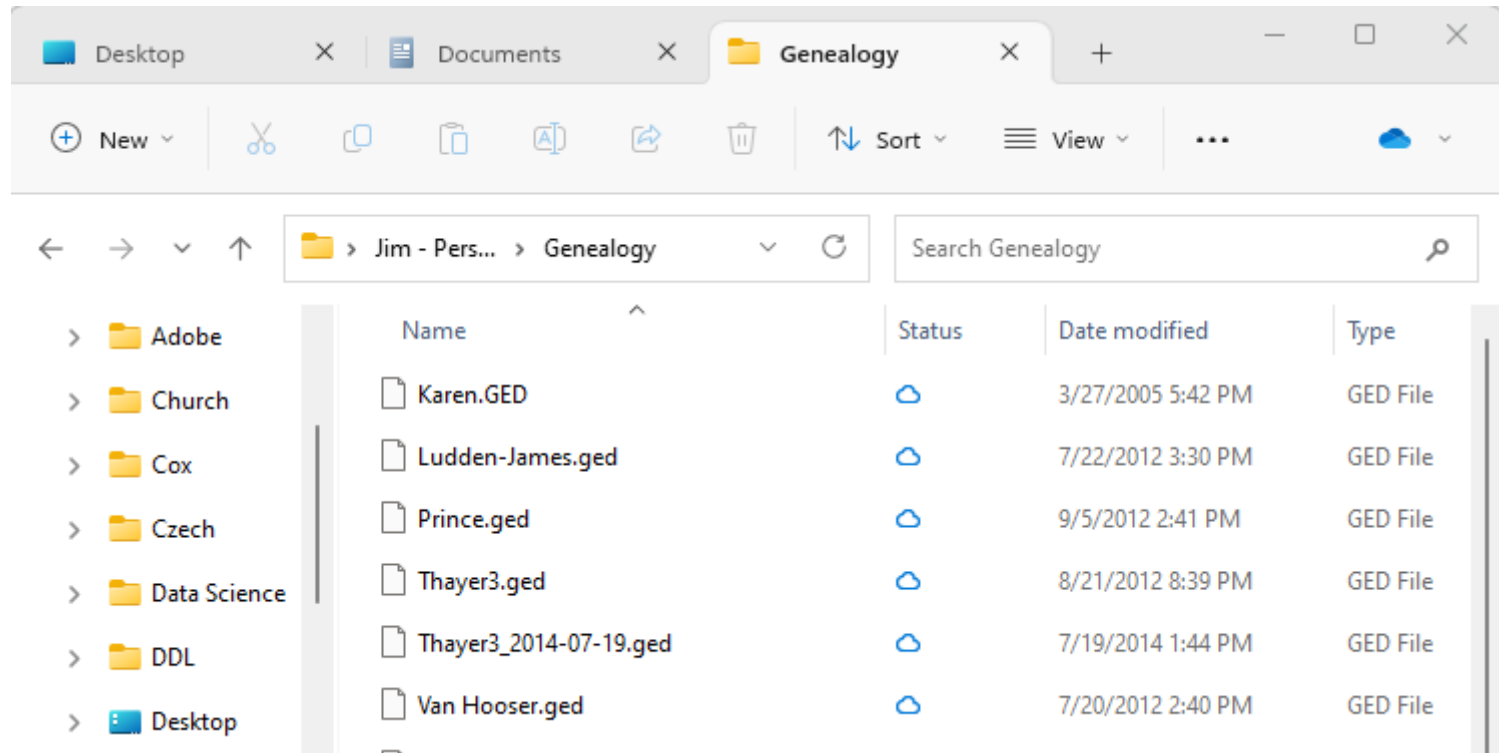 Desktop Documents Genealogy
New Sort View
Jim - Pers... Genealogy Search Genealogy
Name Status Date modified Type
Adobe
Church
Cox
Czech
Data Science
DDL
Desktop
Karen.GED 3/27/2005 5:42 PM GED File
Ludden-James.ged 7/22/2012 3:30 PM GED File
Prince.ged 9/5/2012 2:41 PM GED File
Thayer3.ged 8/21/2012 8:39 PM GED File
Thayer3_2014-07-19.ged 7/19/2014 1:44 PM GED File
Van Hooser.ged 7/20/2012 2:40 PM GED File